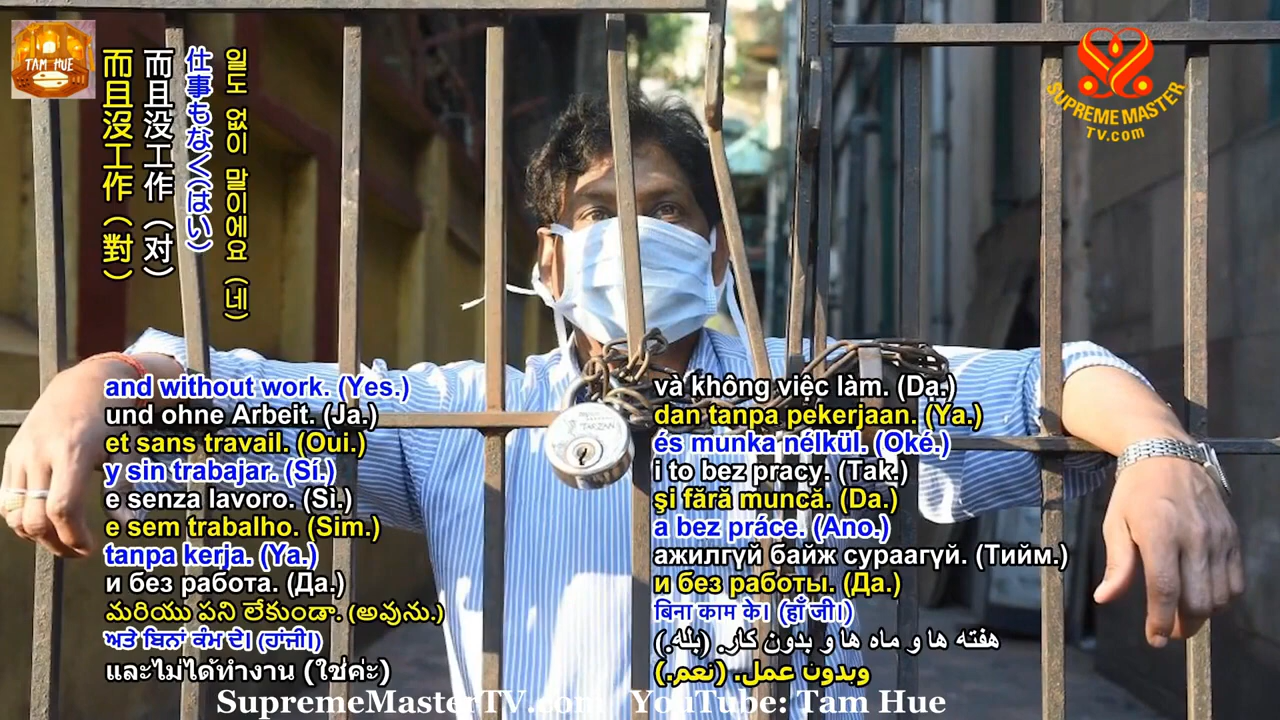 TAM HUE
SUPREME MASTER
TV.com
而且沒工作（對）
而且没工作（对）
仕事もなく(はい)
일도 없이 말이에요 (네)
and without work. (Yes.)
und ohne Arbeit. (Ja.)
et sans travail. (Oui.)
y sin trabajar. (Sí.)
e senza lavoro. (Sì.)
e sem trabalho. (Sim.)
tanpa kerja. (Ya.)
и без работа. (Да.)
మరియు పని లేకుండా. (అవును.)
ਅਤੇ ਬਿਨਾਂ ਕੰਮ ਦੇ। (ਹਾਂਜੀ।)
และไม่ได้ทำงาน (ใช่ค่ะ)
và không việc làm. (Dạ.)
dan tanpa pekerjaan. (Ya.)
és munka nélkül. (Oké.)
i to bez pracy. (Tak.)
şi fără muncă. (Da.)
a bez práce. (Ano.)
ажилгүй байж сураагүй. (Тийм.)
и без работы. (Да.)
बिना काम के। (हाँ जी।)
هفته ها و ماه ها و بدون کار. (بله.)
وبدون عمل. (نعم.)
TARZAN
SupremeMasterTV.com YouTube: Tam Hue